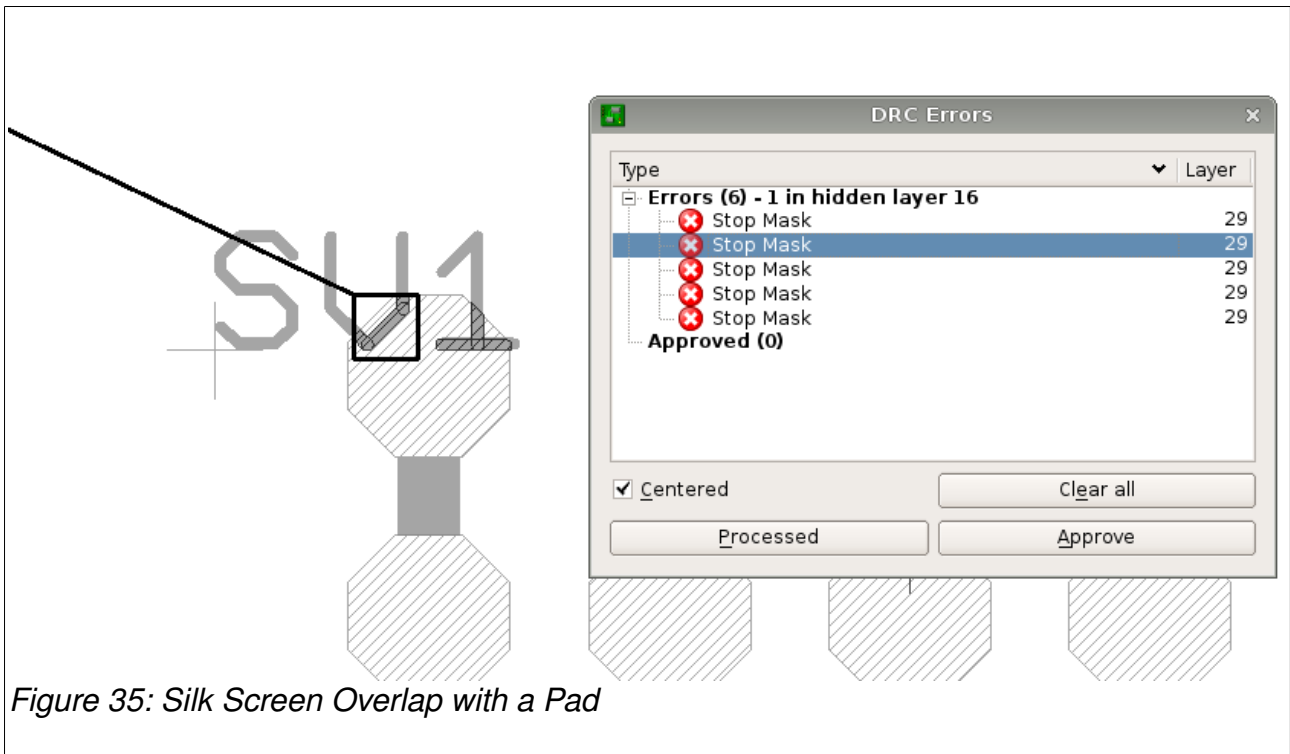 DRC Errors
Type Layer
Errors (6) - 1 in hidden layer 16
Stop Mask 29
Stop Mask 29
Stop Mask 29
Stop Mask 29
Stop Mask 29
Approved (0)
SU1
Centered Clear all
Processed Approve
Figure 35: Silk Screen Overlap with a Pad